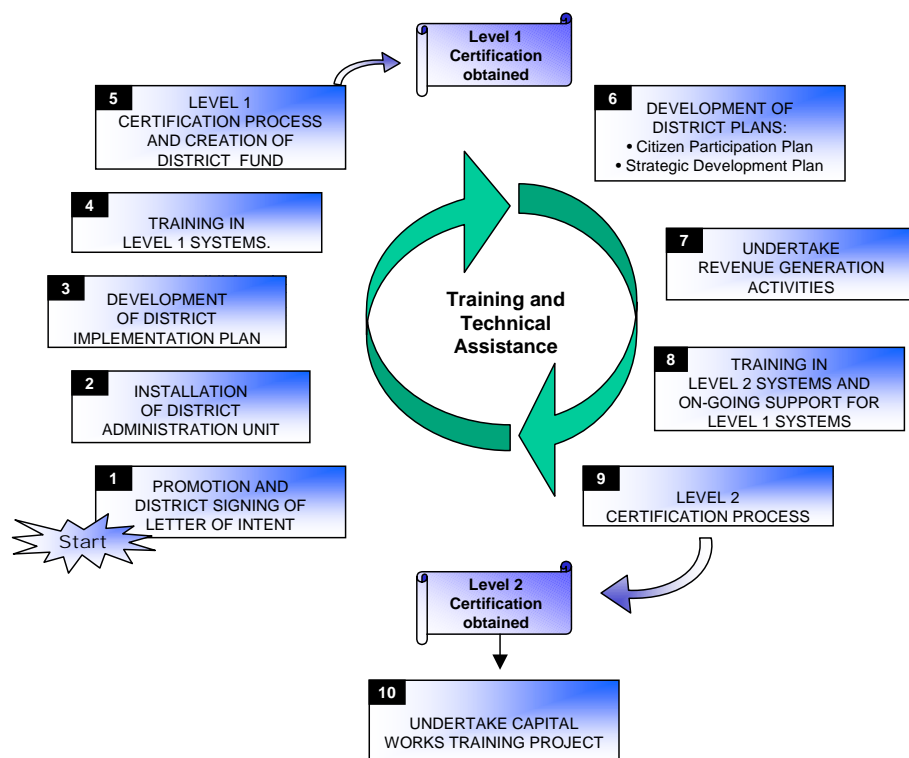 Start
1
PROMOTION AND
DISTRICT SIGNING OF
LETTER OF INTENT
2
INSTALLATION
OF DISTRICT
ADMINISTRATION UNIT
3
DEVELOPMENT
OF DISTRICT
IMPLEMENTATION PLAN
4
TRAINING IN
LEVEL 1 SYSTEMS.
5
LEVEL 1
CERTIFICATION PROCESS
AND CREATION OF
DISTRICT FUND
Level 1
Certification
obtained
6
DEVELOPMENT OF
DISTRICT PLANS:
• Citizen Participation Plan
• Strategic Development Plan
7
UNDERTAKE
REVENUE GENERATION
ACTIVITIES
8
TRAINING IN
LEVEL 2 SYSTEMS AND
ON-GOING SUPPORT FOR
LEVEL 1 SYSTEMS
9
LEVEL 2
CERTIFICATION PROCESS
Level 2
Certification
obtained
10
UNDERTAKE CAPITAL
WORKS TRAINING PROJECT
Training and
Technical
Assistance